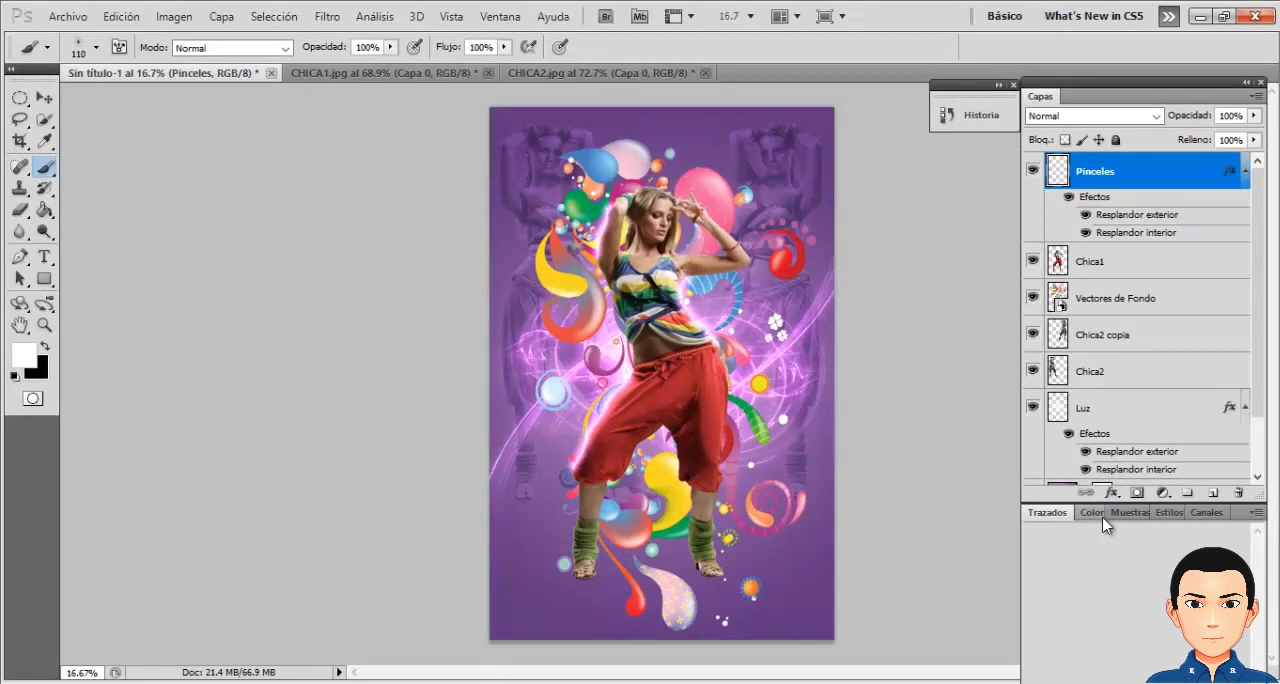 Ps Archivo Edición Imagen Capa Selección Filtro Análisis 3D Vista Ventana Ayuda Br Mb 16.7 Básico What's New in CS5
110 Modo: Normal Opacidad: 100% Flujo: 100%
Sin título-1 al 16.7% (Pinceles, RGB/8) * CHICA1.jpg al 68.9% (Capa 0, RGB/8) * CHICA2.jpg al 72.7% (Capa 0, RGB/8) *
Historia
Capas
Normal Opacidad: 100%
Bloq.: Relleno: 100%
Pinceles fx
Efectos
Resplandor exterior
Resplandor interior
Chica1
Vectores de Fondo
Chica2 copia
Chica2
Luz fx
Efectos
Resplandor exterior
Resplandor interior
fx
Trazados Color Muestras Estilos Canales
T
K R
16.67% Doc: 21.4 MB/66.9 MB